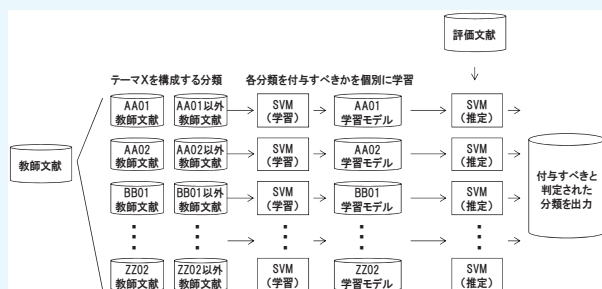 評価文献
テーマXを構成する分類
各分類を付与すべきかを個別に学習
教師文献
AA01
教師文献
AA01以外
教師文献
SVM
(学習)
AA01
学習モデル
SVM
(推定)
AA02
教師文献
AA02以外
教師文献
SVM
(学習)
AA02
学習モデル
SVM
(推定)
BB01
教師文献
BB01以外
教師文献
SVM
(学習)
BB01
学習モデル
SVM
(推定)
ZZ02
教師文献
ZZ02以外
教師文献
SVM
(学習)
ZZ02
学習モデル
SVM
(推定)
付与すべきと
判定された
分類を出力